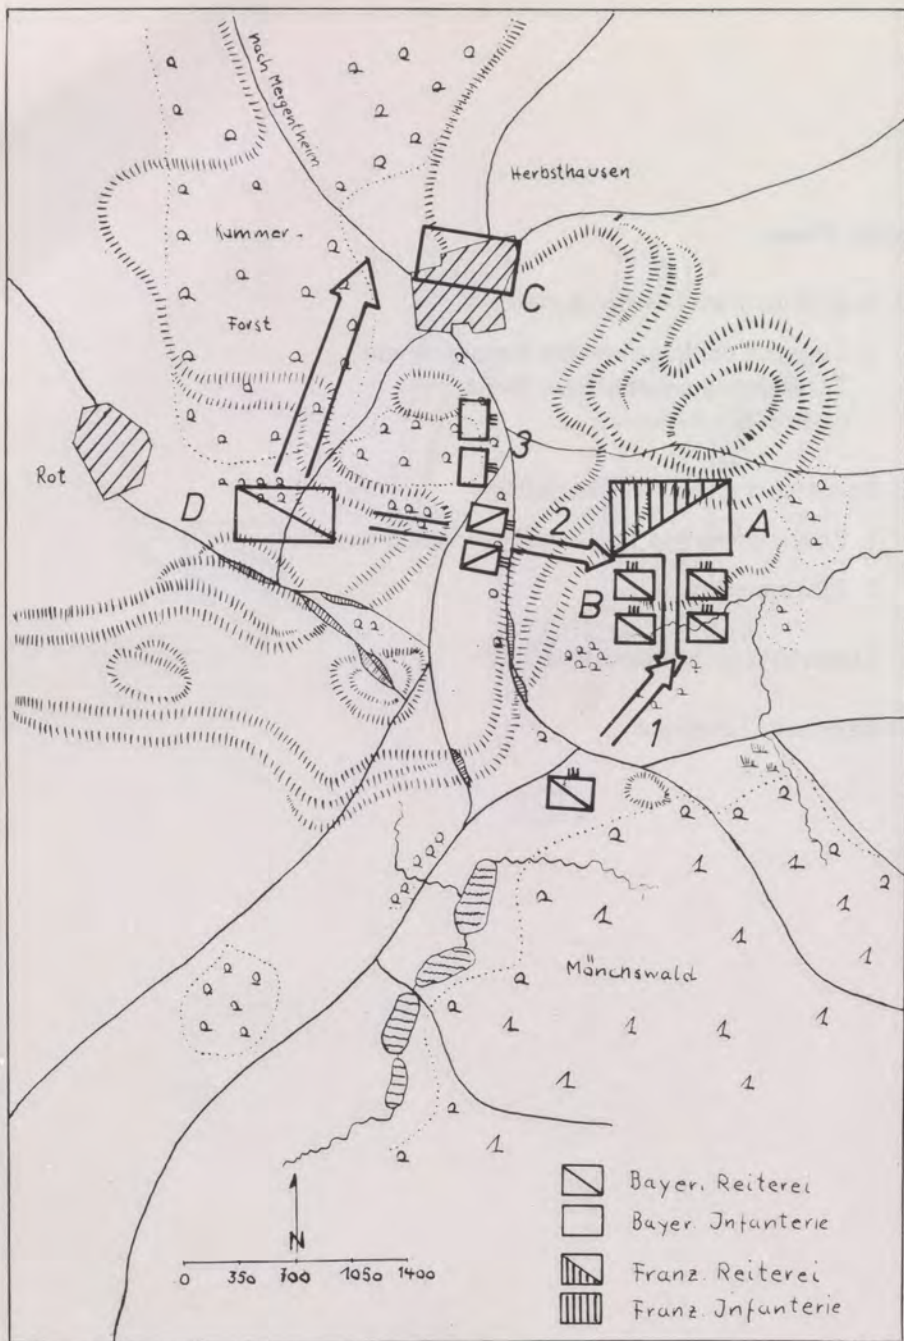 nach Mergentheim
Herbsthausen
Kammer-
Forst
C
Rot
3
D
2
A
B
1
Mönchswald
N
0 350 700 1050 1400
Bayer. Reiterei
Bayer. Infanterie
Franz. Reiterei
Franz. Infanterie